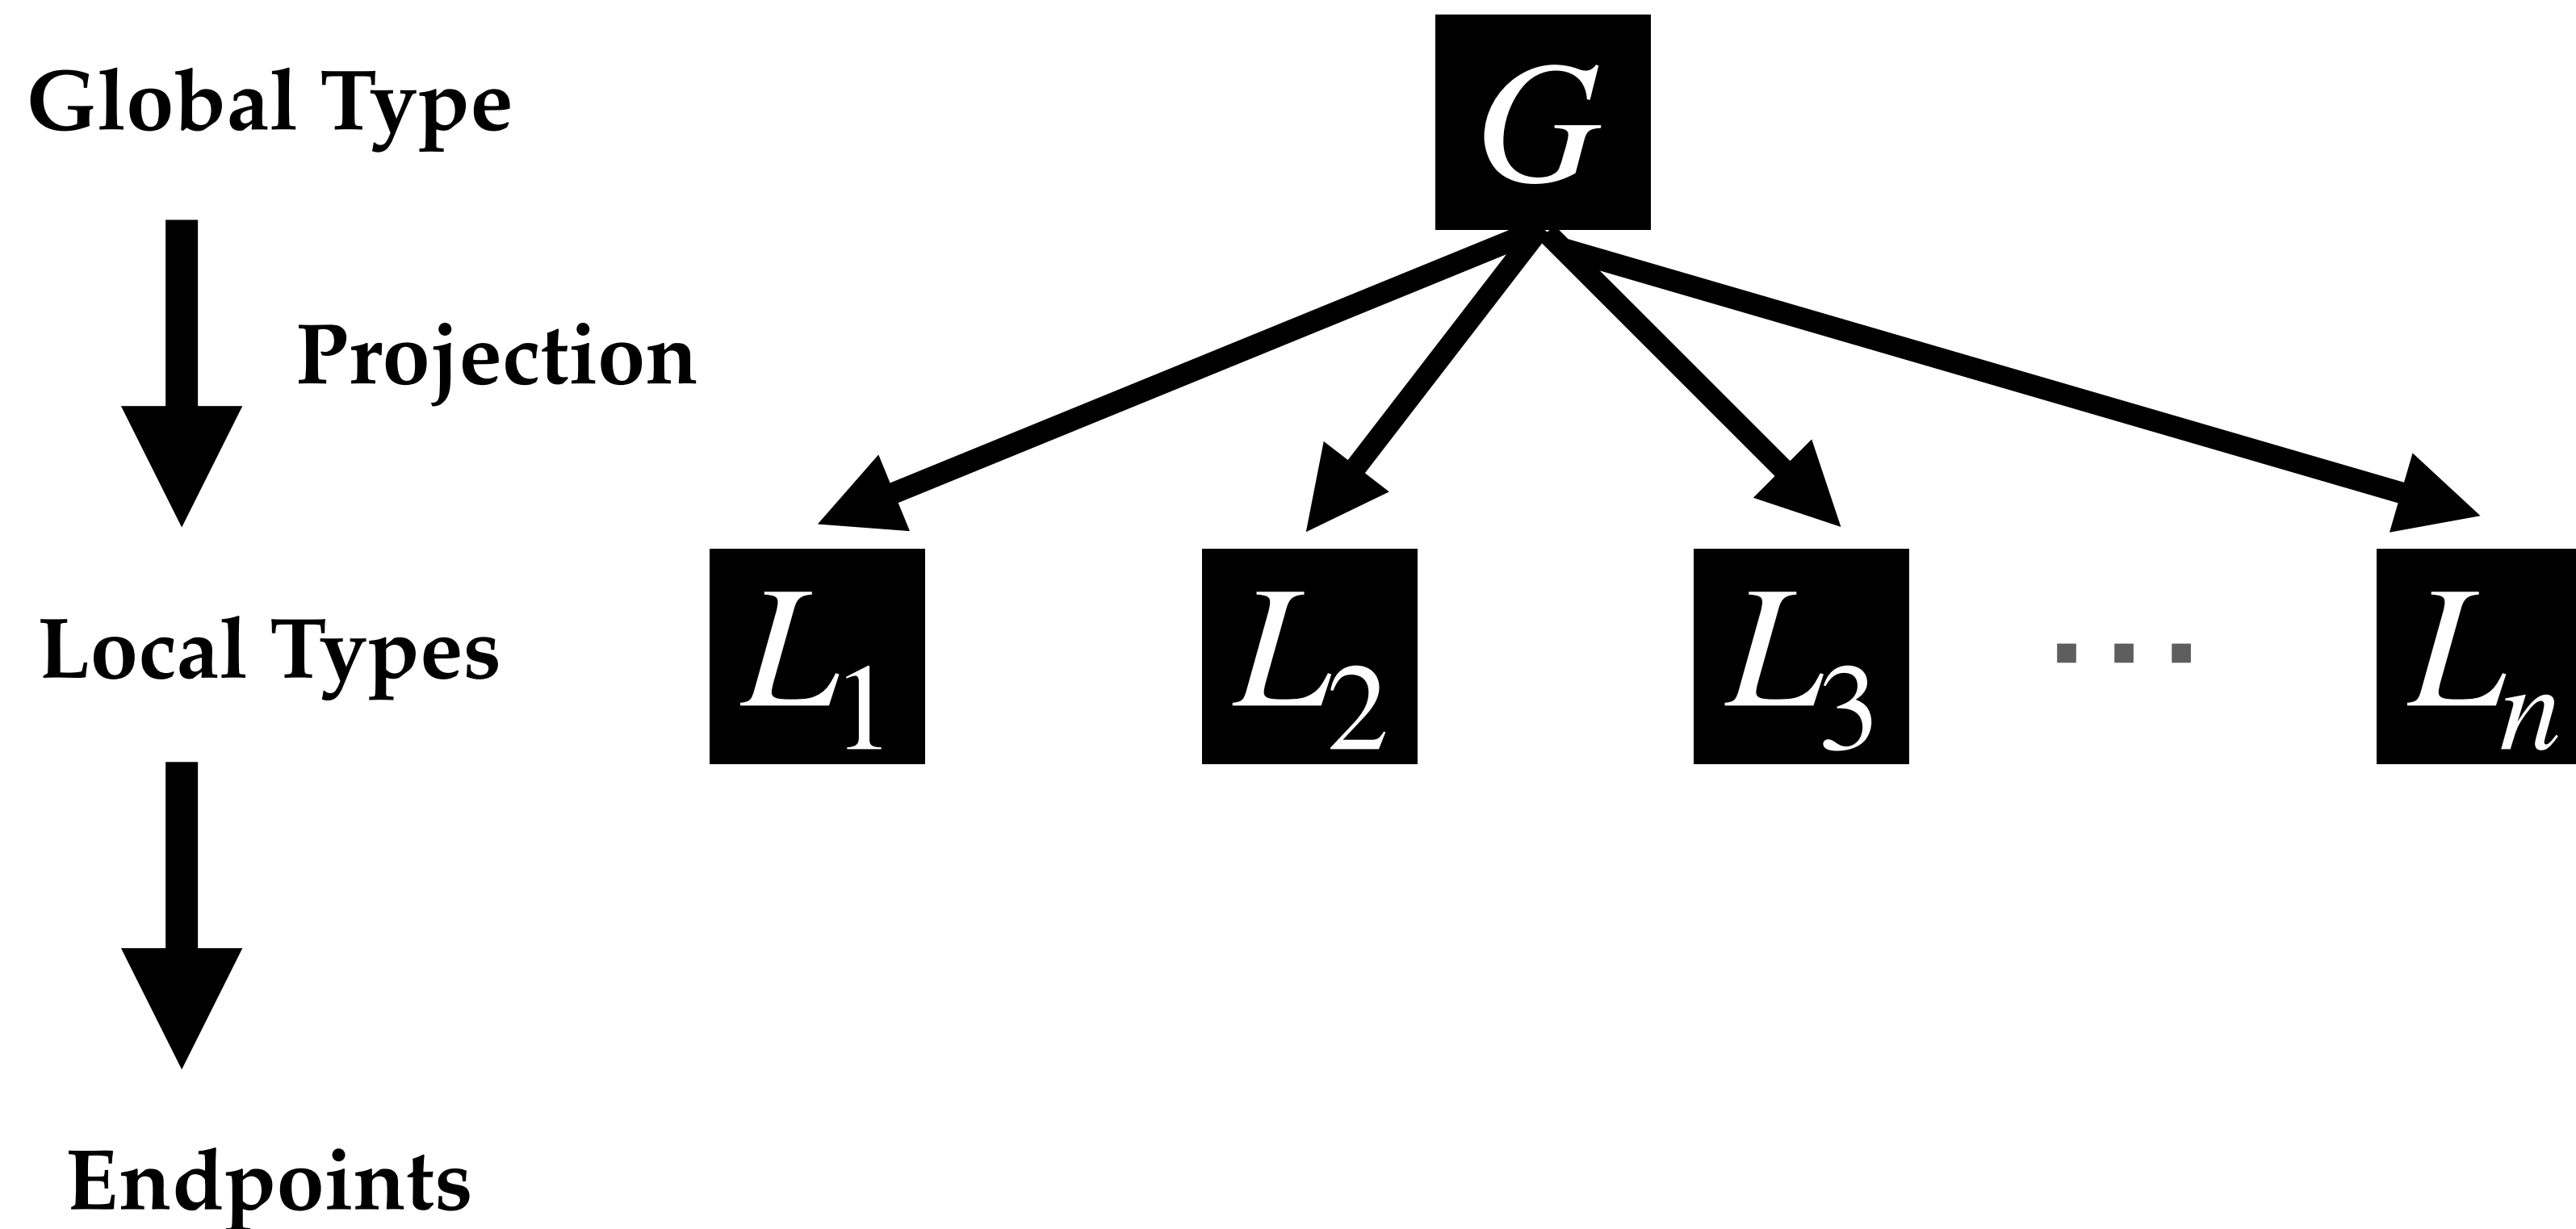 Global Type
G
Projection
Local Types
L1 L2 L3 ... Ln
Endpoints